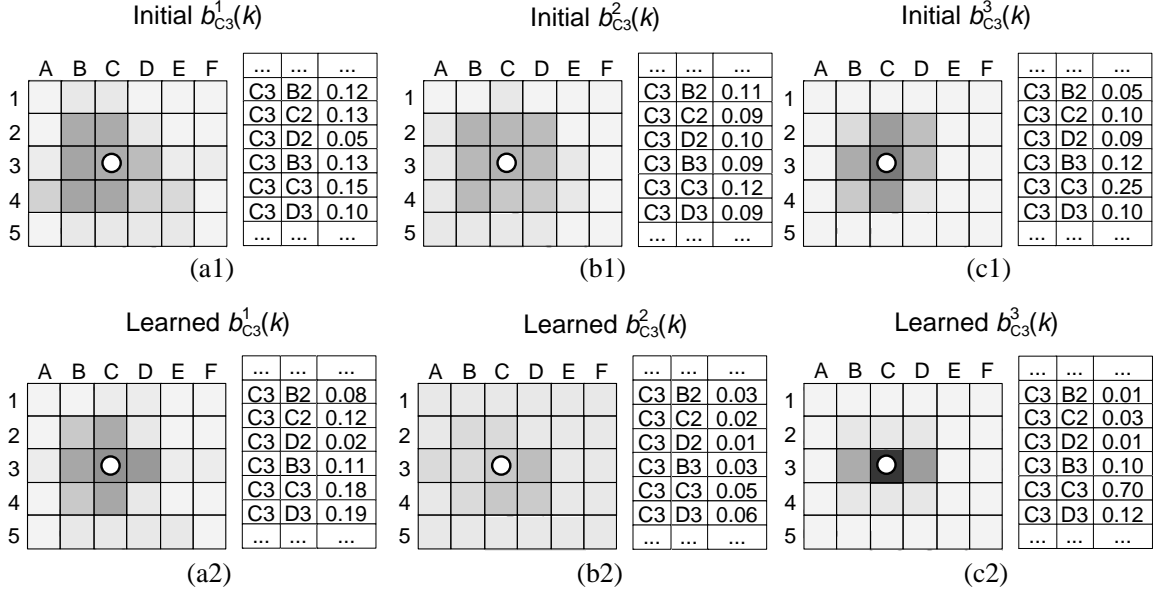 Initial b¹C3(k)
A B C D E F
1
2
3
4
5
... ... ...
C3 B2 0.12
C3 C2 0.13
C3 D2 0.05
C3 B3 0.13
C3 C3 0.15
C3 D3 0.10
... ... ...
(a1)
Initial b²C3(k)
A B C D E F
1
2
3
4
5
... ... ...
C3 B2 0.11
C3 C2 0.09
C3 D2 0.10
C3 B3 0.09
C3 C3 0.12
C3 D3 0.09
... ... ...
(b1)
Initial b³C3(k)
A B C D E F
1
2
3
4
5
... ... ...
C3 B2 0.05
C3 C2 0.10
C3 D2 0.09
C3 B3 0.12
C3 C3 0.25
C3 D3 0.10
... ... ...
(c1)
Learned b¹C3(k)
A B C D E F
1
2
3
4
5
... ... ...
C3 B2 0.08
C3 C2 0.12
C3 D2 0.02
C3 B3 0.11
C3 C3 0.18
C3 D3 0.19
... ... ...
(a2)
Learned b²C3(k)
A B C D E F
1
2
3
4
5
... ... ...
C3 B2 0.03
C3 C2 0.02
C3 D2 0.01
C3 B3 0.03
C3 C3 0.05
C3 D3 0.06
... ... ...
(b2)
Learned b³C3(k)
A B C D E F
1
2
3
4
5
... ... ...
C3 B2 0.01
C3 C2 0.03
C3 D2 0.01
C3 B3 0.10
C3 C3 0.70
C3 D3 0.12
... ... ...
(c2)